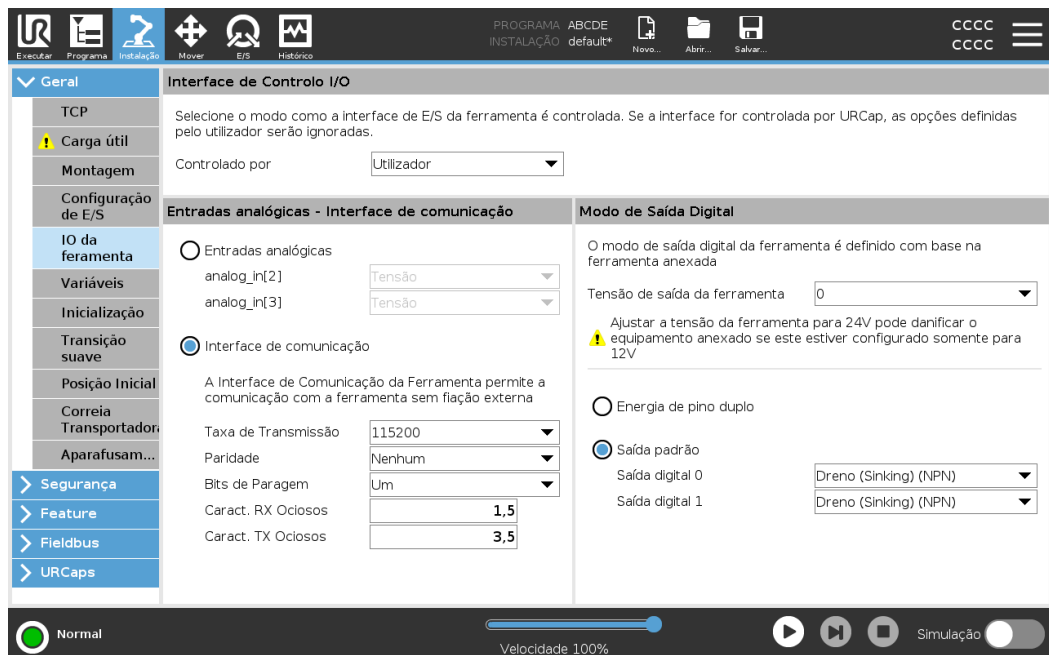 PROGRAMA ABCDE
INSTALAÇÃO default*
CCCC
CCCC
Executar Programa Instalação Mover E/S Histórico Novo... Abrir... Salvar...
Geral
TCP
Carga útil
Montagem
Configuração
de E/S
IO da
feramenta
Variáveis
Inicialização
Transição
suave
Posição Inicial
Correia
Transportadora
Aparafusam...
Segurança
Feature
Fieldbus
URCaps
Interface de Controlo I/O
Selecione o modo como a interface de E/S da ferramenta é controlada. Se a interface for controlada por URCap, as opções definidas
pelo utilizador serão ignoradas.
Controlado por Utilizador
Entradas analógicas - Interface de comunicação
Entradas analógicas
analog_in[2] Tensão
analog_in[3] Tensão
Interface de comunicação
A Interface de Comunicação da Ferramenta permite a
comunicação com a ferramenta sem fiação externa
Taxa de Transmissão 115200
Paridade Nenhum
Bits de Paragem Um
Caract. RX Ociosos 1,5
Caract. TX Ociosos 3,5
Modo de Saída Digital
O modo de saída digital da ferramenta é definido com base na
ferramenta anexada
Tensão de saída da ferramenta 0
Ajustar a tensão da ferramenta para 24V pode danificar o
equipamento anexado se este estiver configurado somente para
12V
Energia de pino duplo
Saída padrão
Saída digital 0 Dreno (Sinking) (NPN)
Saída digital 1 Dreno (Sinking) (NPN)
Normal
Velocidade 100%
Simulação